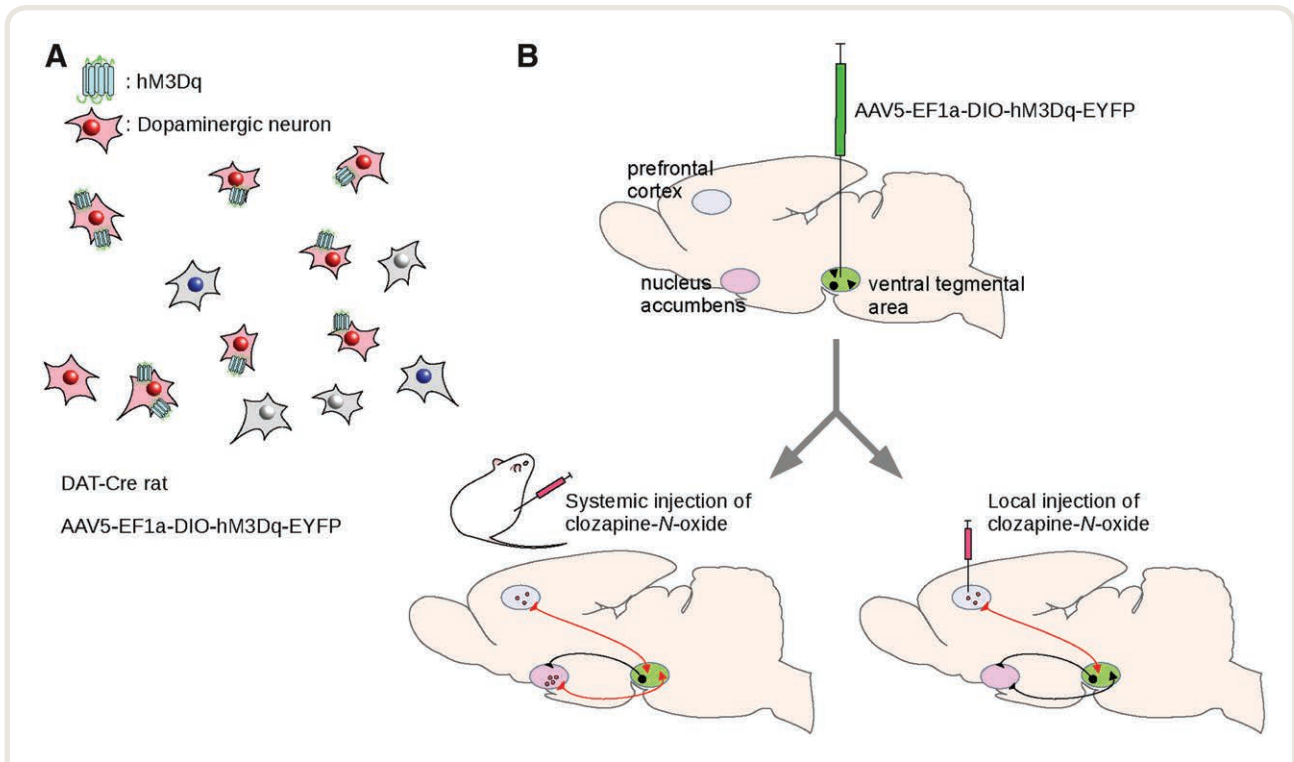 A
: hM3Dq
: Dopaminergic neuron
DAT-Cre rat
AAV5-EF1a-DIO-hM3Dq-EYFP
B
AAV5-EF1a-DIO-hM3Dq-EYFP
prefrontal
cortex
nucleus
accumbens
ventral tegmental
area
Systemic injection of
clozapine-N-oxide
Local injection of
clozapine-N-oxide